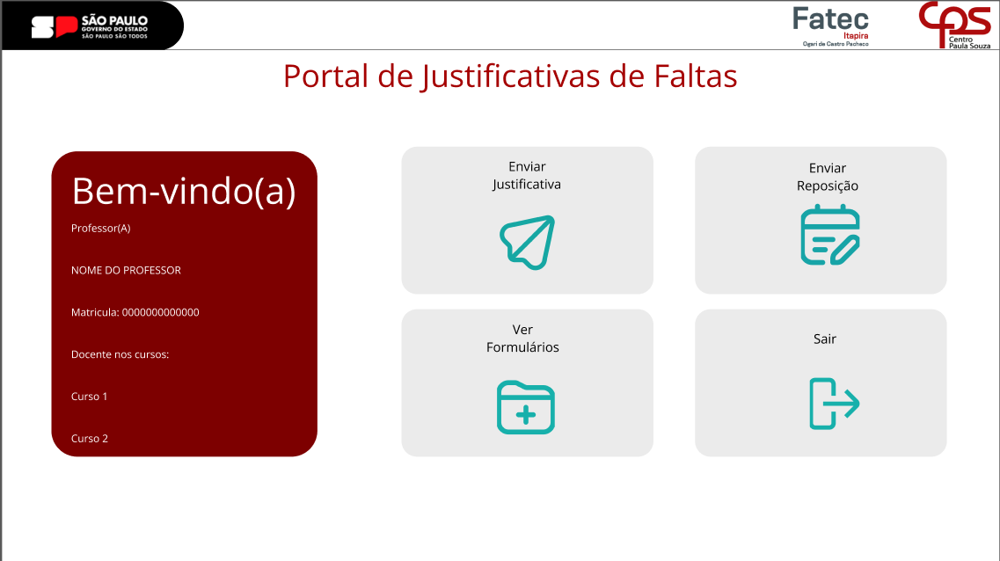 SÃO PAULO
GOVERNO DO ESTADO
SÃO PAULO SÃO TODOS
Fatec
Itapira
Ogari de Castro Pacheco
CPS
Centro
Paula Souza
Portal de Justificativas de Faltas
Bem-vindo(a)
Professor(A)
NOME DO PROFESSOR
Matricula: 0000000000000
Docente nos cursos:
Curso 1
Curso 2
Enviar
Justificativa
Enviar
Reposição
Ver
Formulários
Sair